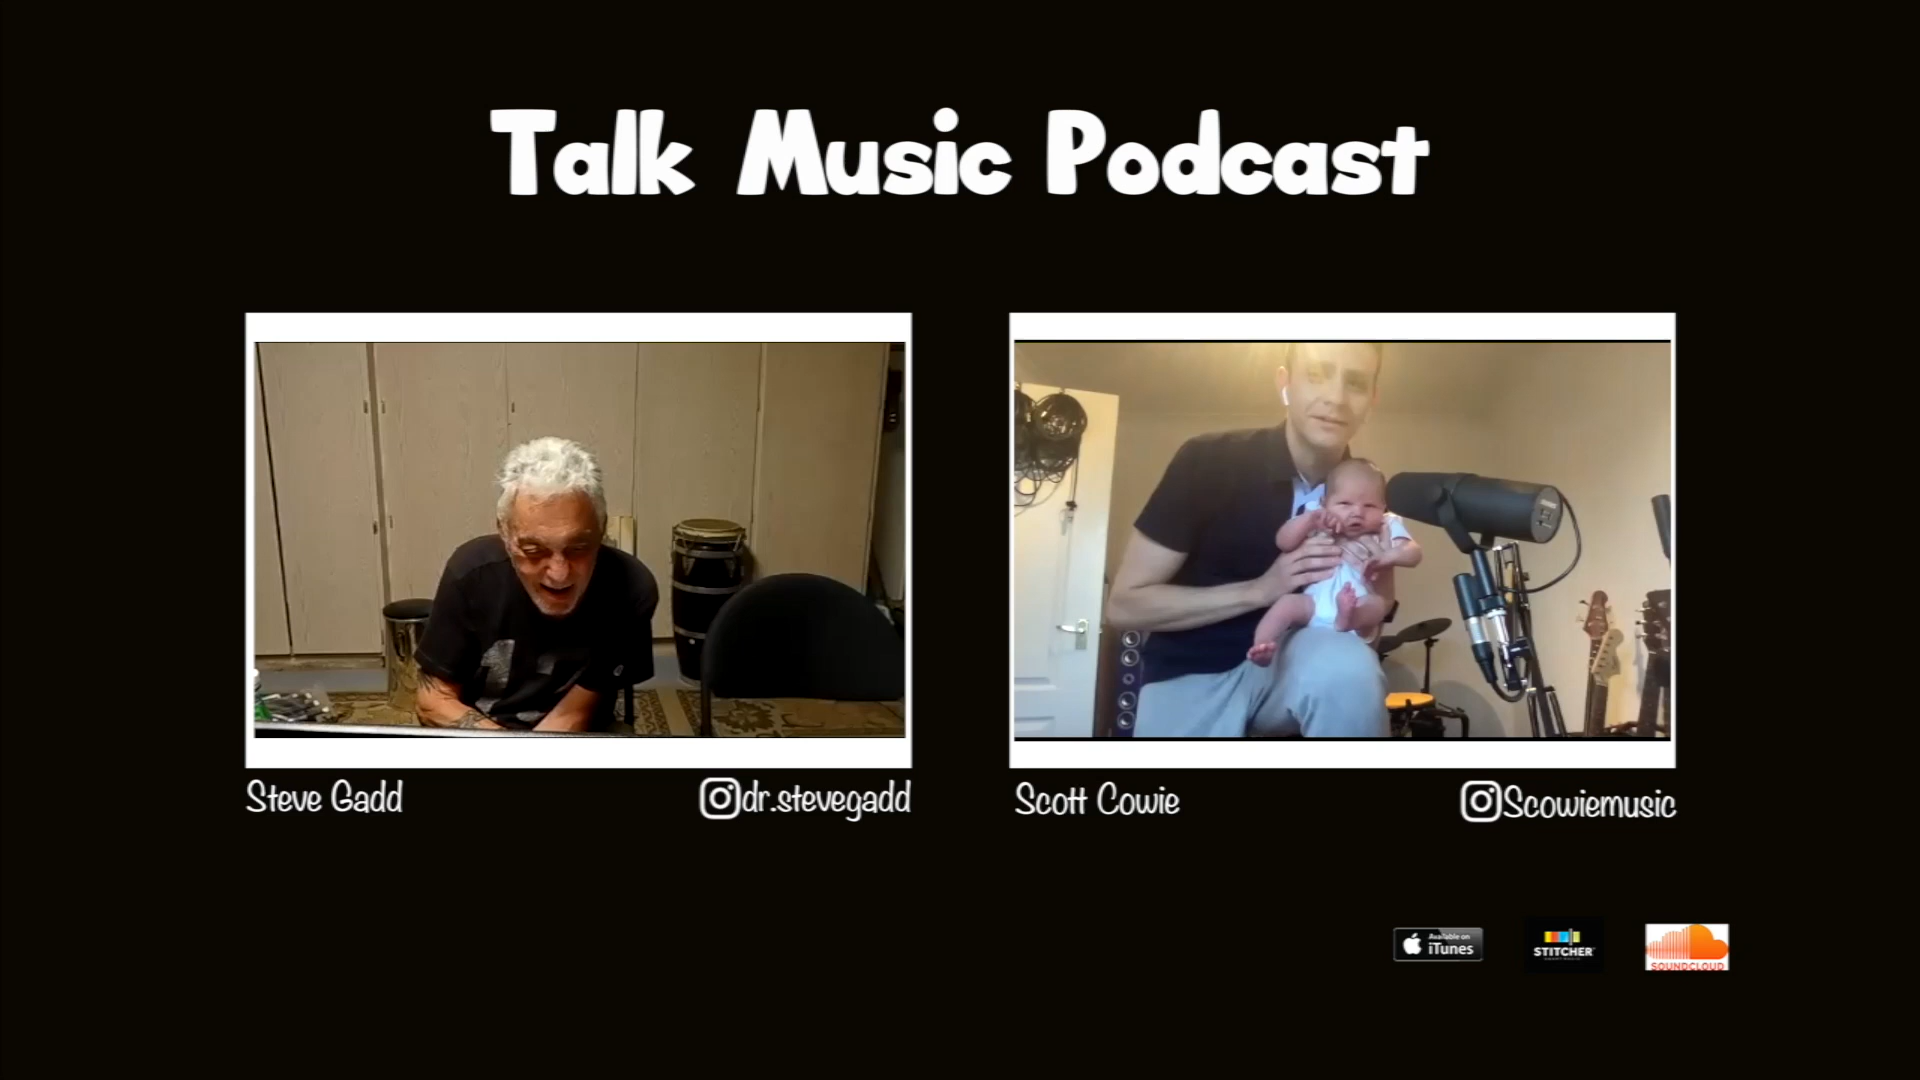 Talk Music Podcast
Steve Gadd
dr.stevegadd
Scott Cowie
Scowiemusic
Available on
iTunes
STITCHER
SOUNDCLOUD